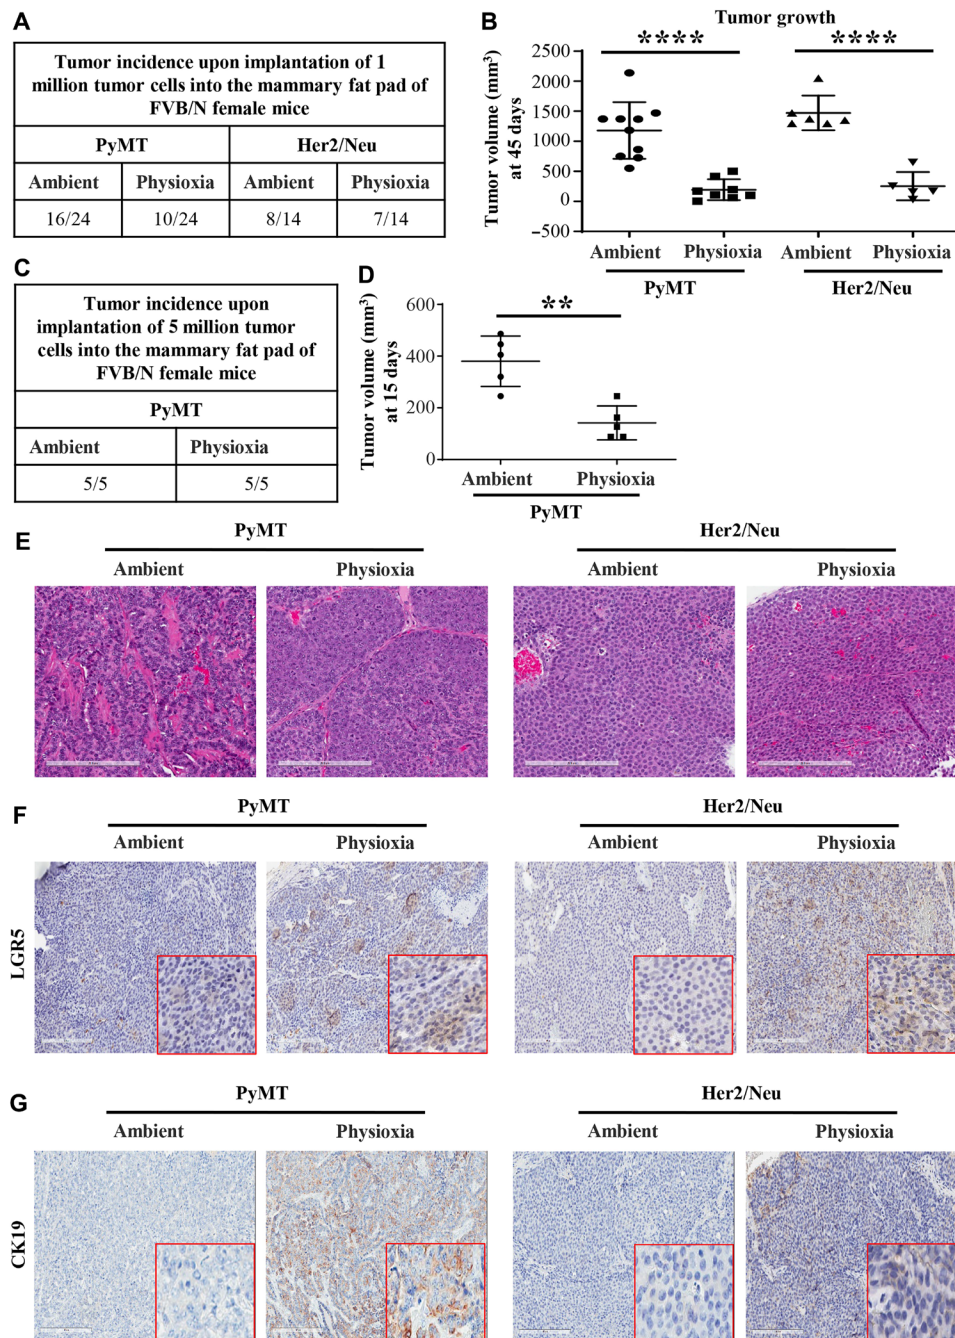 A
Tumor incidence upon implantation of 1
million tumor cells into the mammary fat pad of
FVB/N female mice
PyMT Her2/Neu
Ambient Physioxia Ambient Physioxia
16/24 10/24 8/14 7/14
B
Tumor growth
**** ****
Tumor volume (mm³)
at 45 days
2500
2000
1500
1000
500
0
−500
Ambient Physioxia Ambient Physioxia
PyMT Her2/Neu
C
Tumor incidence upon
implantation of 5 million tumor
cells into the mammary fat pad of
FVB/N female mice
PyMT
Ambient Physioxia
5/5 5/5
D
**
Tumor volume (mm³)
at 15 days
600
400
200
0
Ambient Physioxia
PyMT
E
PyMT Her2/Neu
Ambient Physioxia Ambient Physioxia
F
PyMT Her2/Neu
Ambient Physioxia Ambient Physioxia
LGR5
G
PyMT Her2/Neu
Ambient Physioxia Ambient Physioxia
CK19